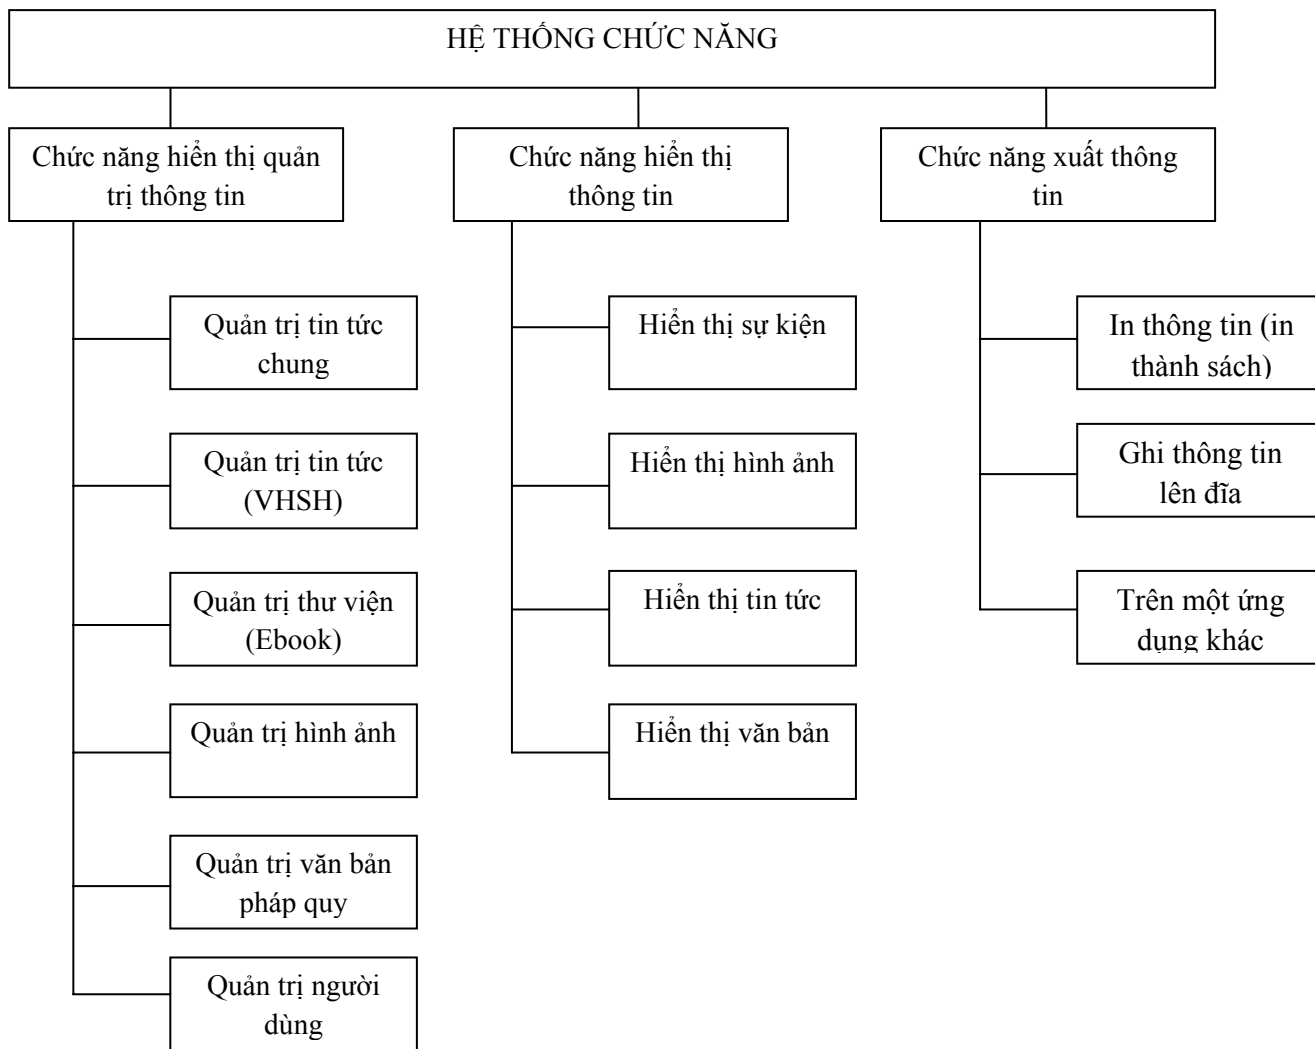 HỆ THỐNG CHỨC NĂNG
Chức năng hiển thị quản
trị thông tin
Chức năng hiển thị
thông tin
Chức năng xuất thông
tin
Quản trị tin tức
chung
Quản trị tin tức
(VHSH)
Quản trị thư viện
(Ebook)
Quản trị hình ảnh
Quản trị văn bản
pháp quy
Quản trị người
dùng
Hiển thị sự kiện
Hiển thị hình ảnh
Hiển thị tin tức
Hiển thị văn bản
In thông tin (in
thành sách)
Ghi thông tin
lên đĩa
Trên một ứng
dụng khác